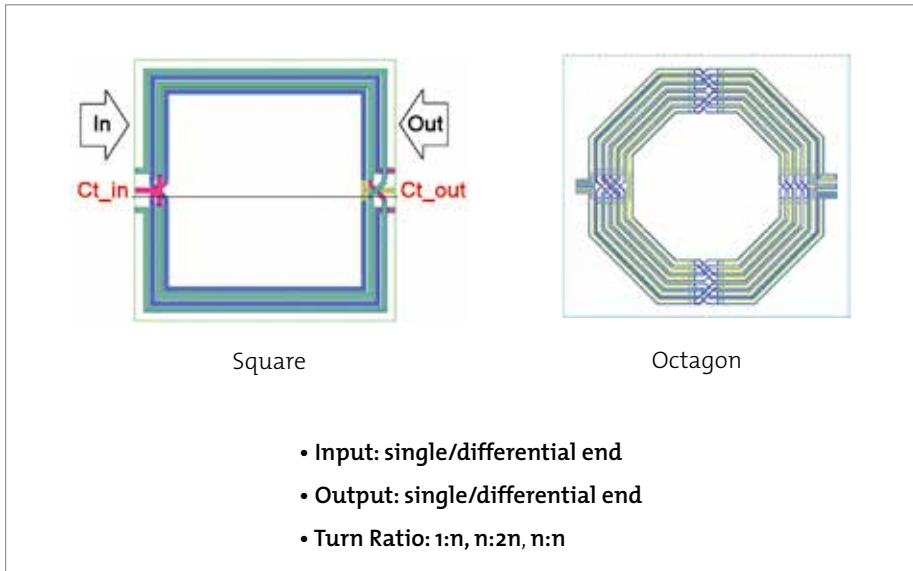 In
Out
Ct_in
Ct_out
Square
Octagon
• Input: single/differential end
• Output: single/differential end
• Turn Ratio: 1:n, n:2n, n:n